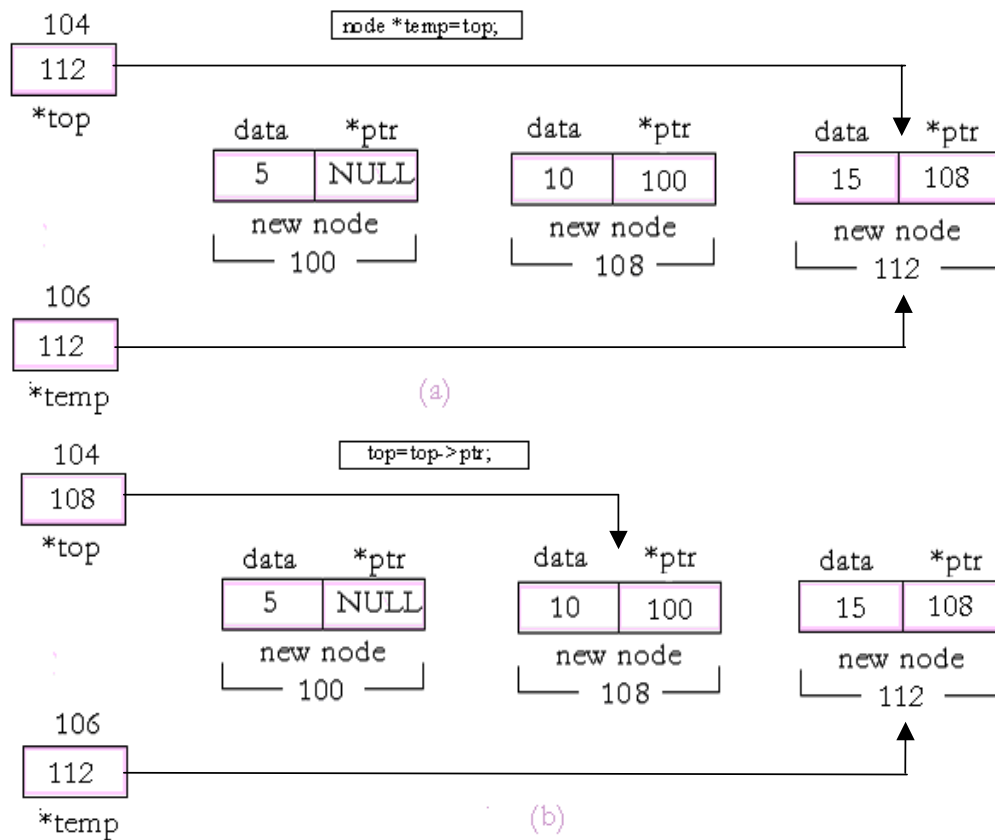 104
node *temp=top;
112
*top
data *ptr
data *ptr
data *ptr
5 NULL
10 100
15 108
new node
new node
new node
100
108
112
106
112
*temp
(a)
104
top=top->ptr;
108
*top
data *ptr
data *ptr
data *ptr
5 NULL
10 100
15 108
new node
new node
new node
100
108
112
106
112
*temp
(b)